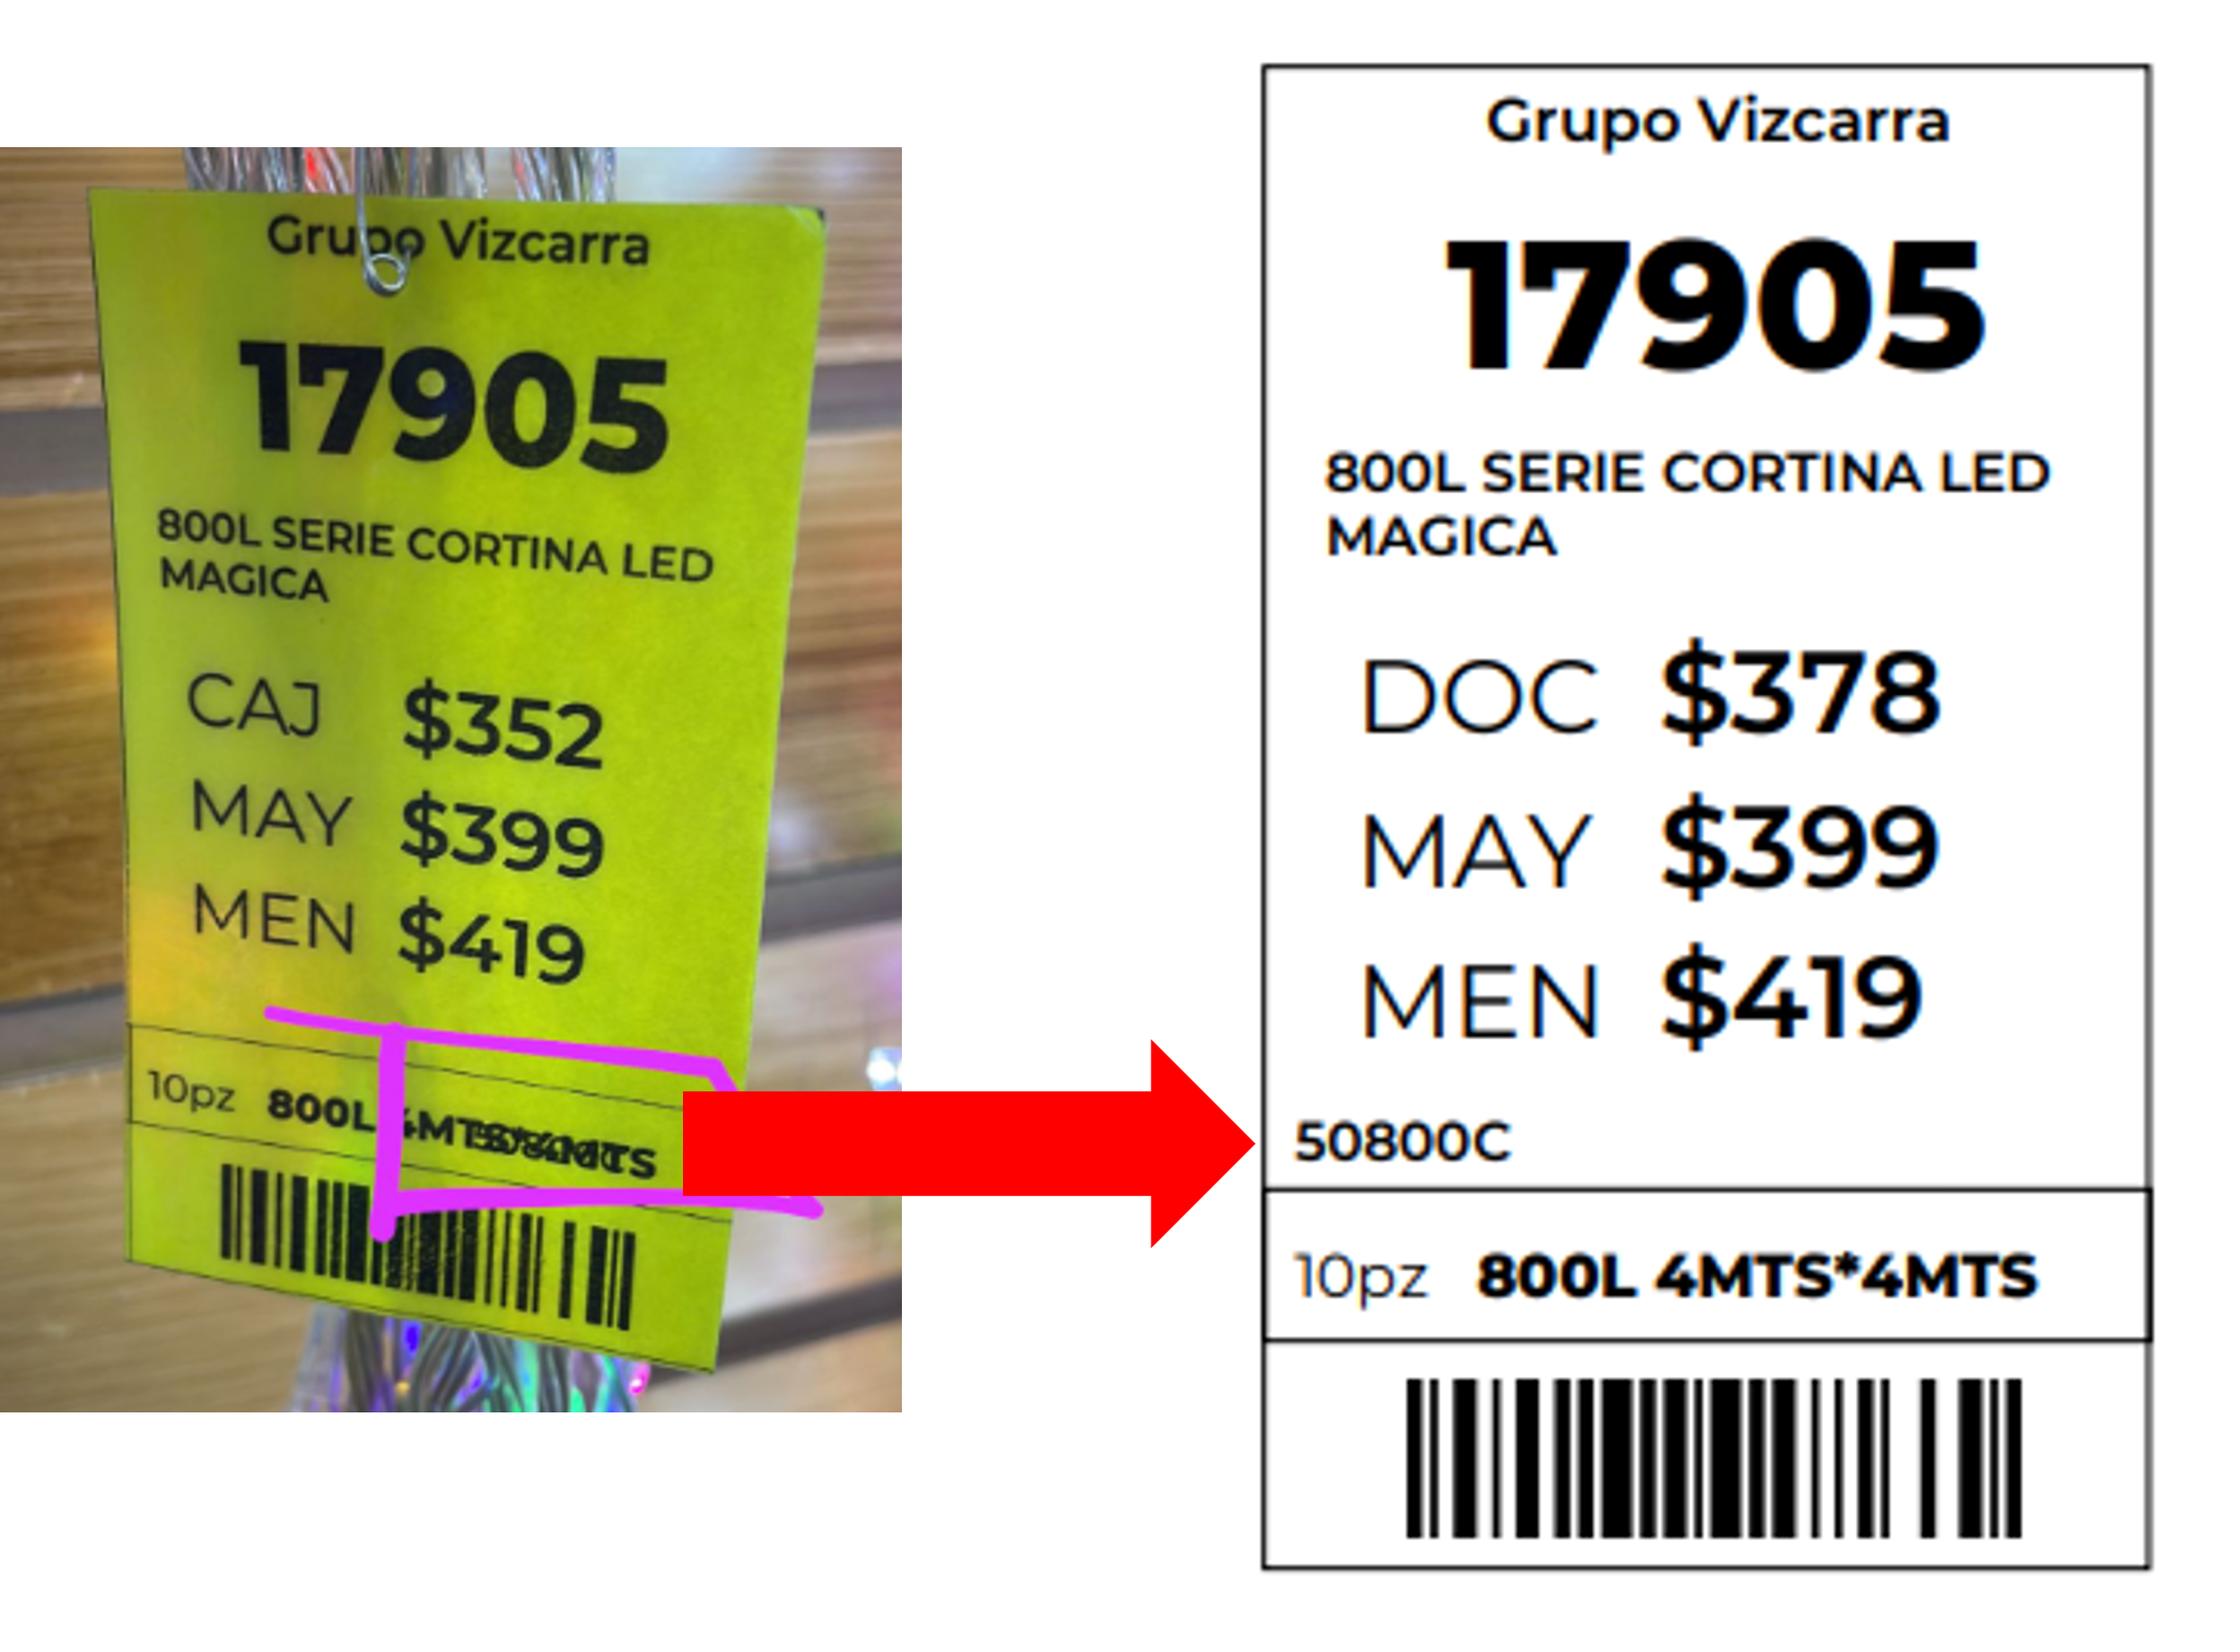 Grupo Vizcarra
17905
800L SERIE CORTINA LED
MAGICA
CAJ $352
MAY $399
MEN $419
10pz 800L 4MTS*4MTS
Grupo Vizcarra
17905
800L SERIE CORTINA LED
MAGICA
DOC $378
MAY $399
MEN $419
50800C
10pz 800L 4MTS*4MTS